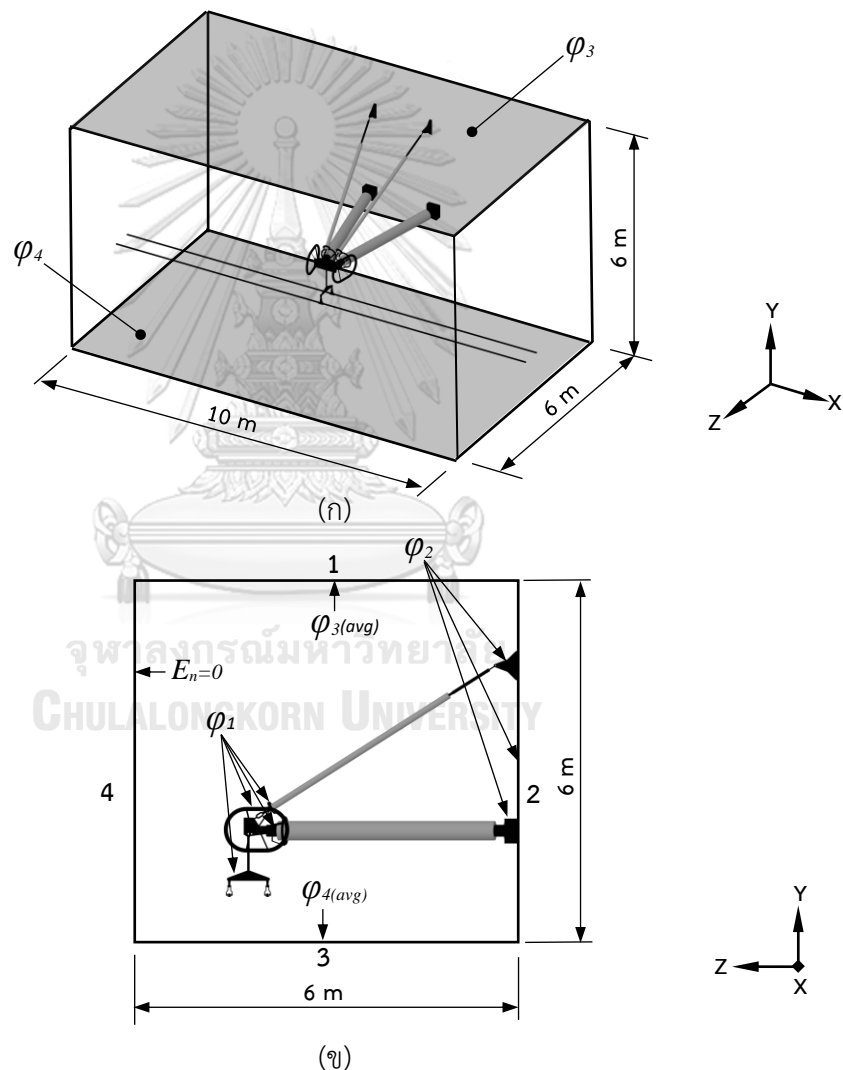 φ3
φ4
6 m
6 m
10 m
Y
X
Z
(ก)
φ2
1
φ3(avg)
จุฬาลงกรณ์มหาวิทยาลัย
En=0
CHULALONGKORN UNIVERSITY
φ1
4
2
6 m
φ4(avg)
3
6 m
Y
Z
X
(ข)